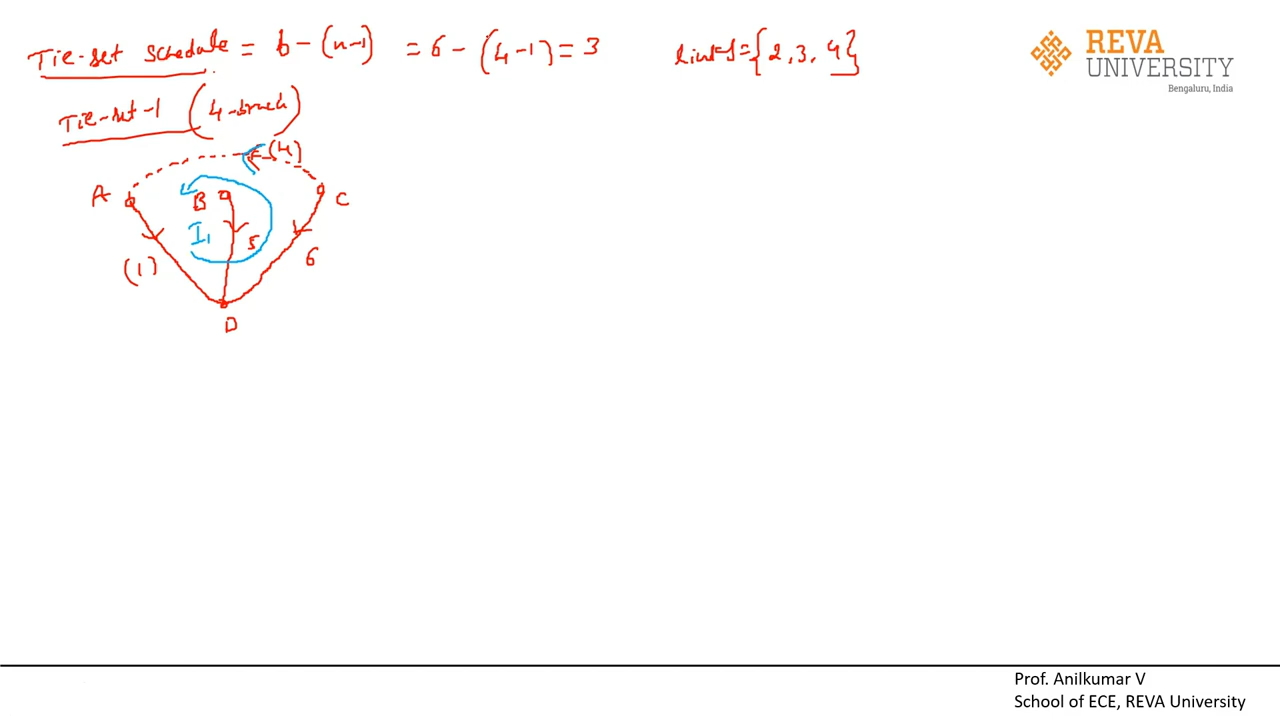 Tie-set schedule = b - (n-1) = 6 - (4-1) = 3 links = {2, 3, 4}
REVA
UNIVERSITY
Bengaluru, India
Tie-set-1 (4-branch)
(4)
A B C
I1 5
(1) 6
D
Prof. Anilkumar V
School of ECE, REVA University